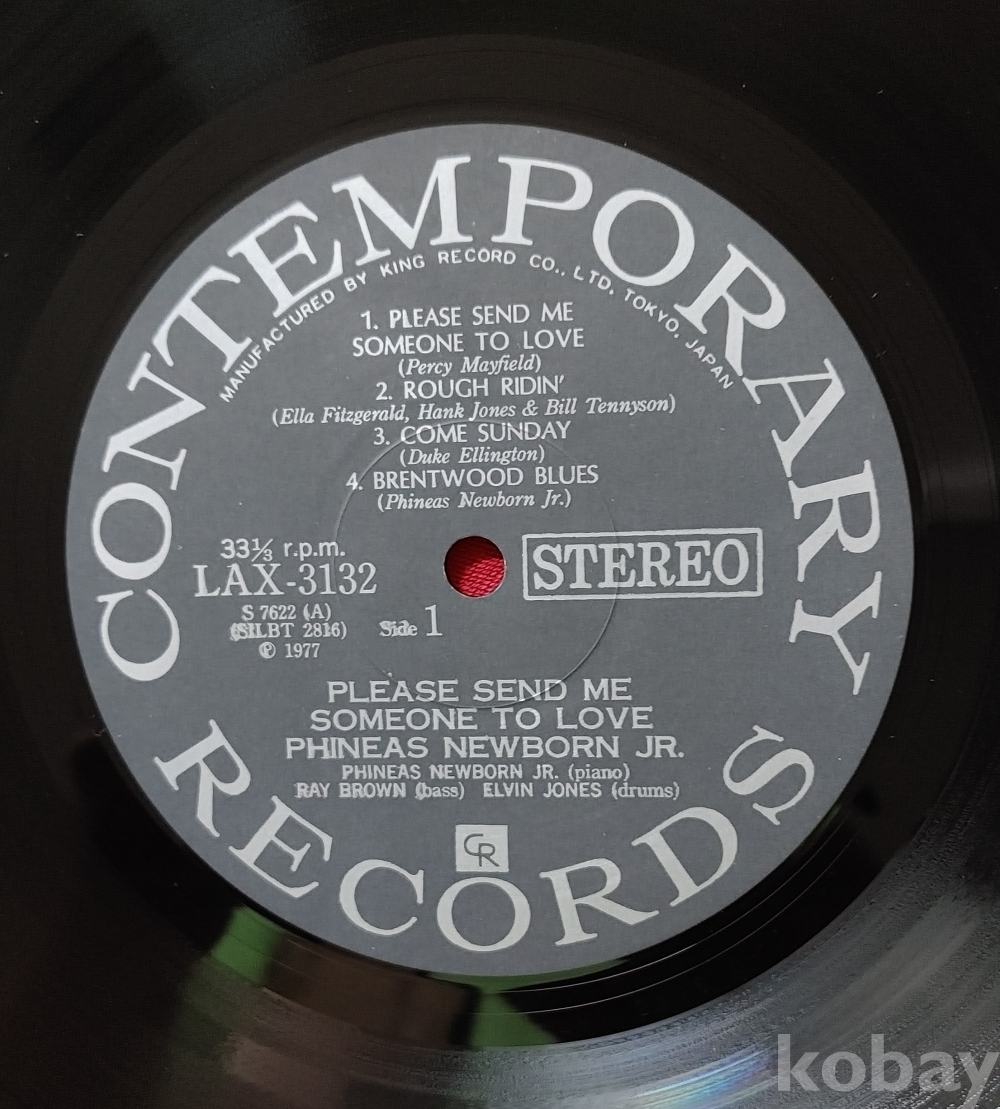 CONTEMPORARY
MANUFACTURED BY KING RECORD CO., LTD. TOKYO. JAPAN
1. PLEASE SEND ME
SOMEONE TO LOVE
(Percy Mayfield)
2. ROUGH RIDIN'
(Ella Fitzgerald, Hank Jones & Bill Tennyson)
3. COME SUNDAY
(Duke Ellington)
4. BRENTWOOD BLUES
(Phineas Newborn Jr.)
33⅓ r.p.m.
LAX-3132
STEREO
S 7622 (A)
(SILBT 2816) Side 1
℗ 1977
PLEASE SEND ME
SOMEONE TO LOVE
PHINEAS NEWBORN JR.
PHINEAS NEWBORN JR. (piano)
RAY BROWN (bass) ELVIN JONES (drums)
CR
RECORDS
kobay